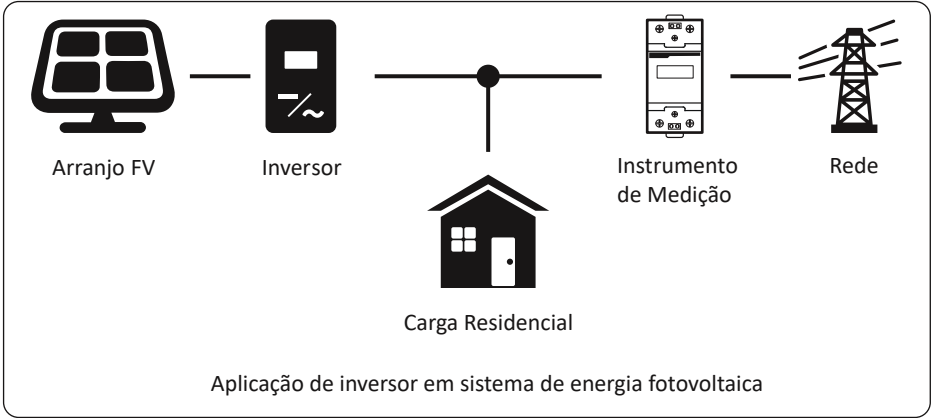 Arranjo FV
Inversor
Instrumento
de Medição
Rede
Carga Residencial
Aplicação de inversor em sistema de energia fotovoltaica